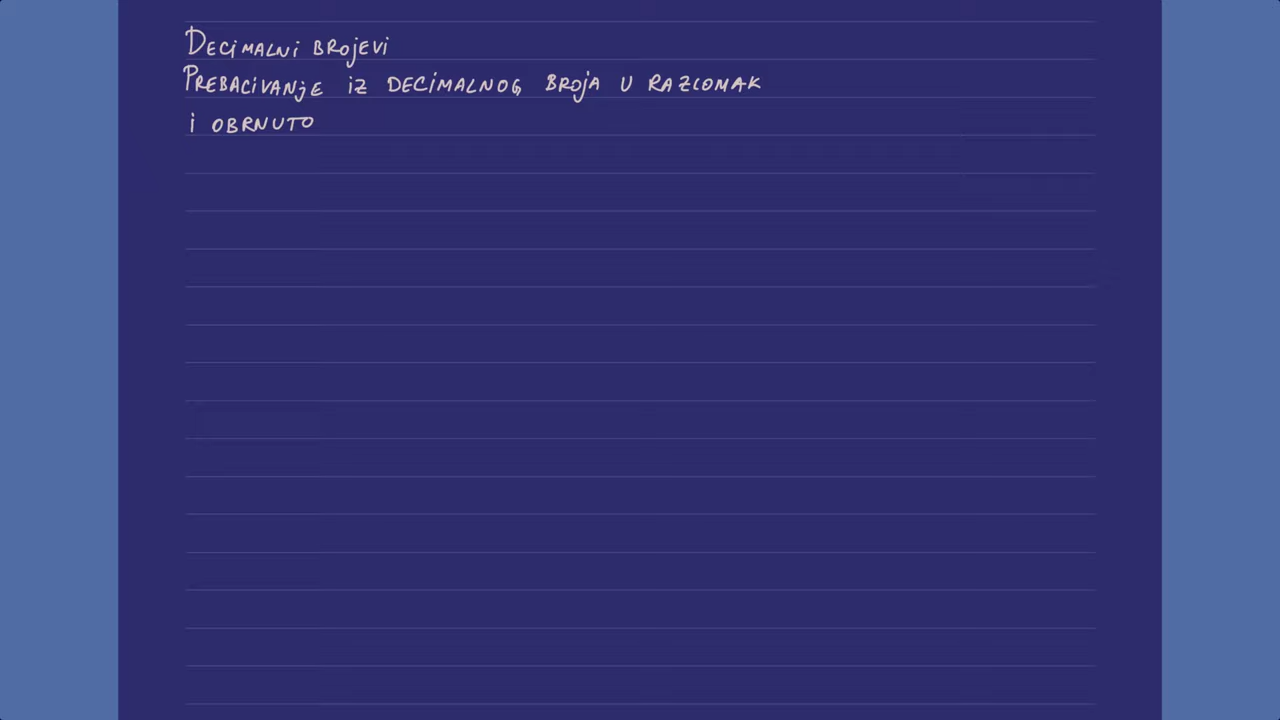 DECIMALNI BROJEVI
PREBACIVANJE IZ DECIMALNOG BROJA U RAZLOMAK
I OBRNUTO